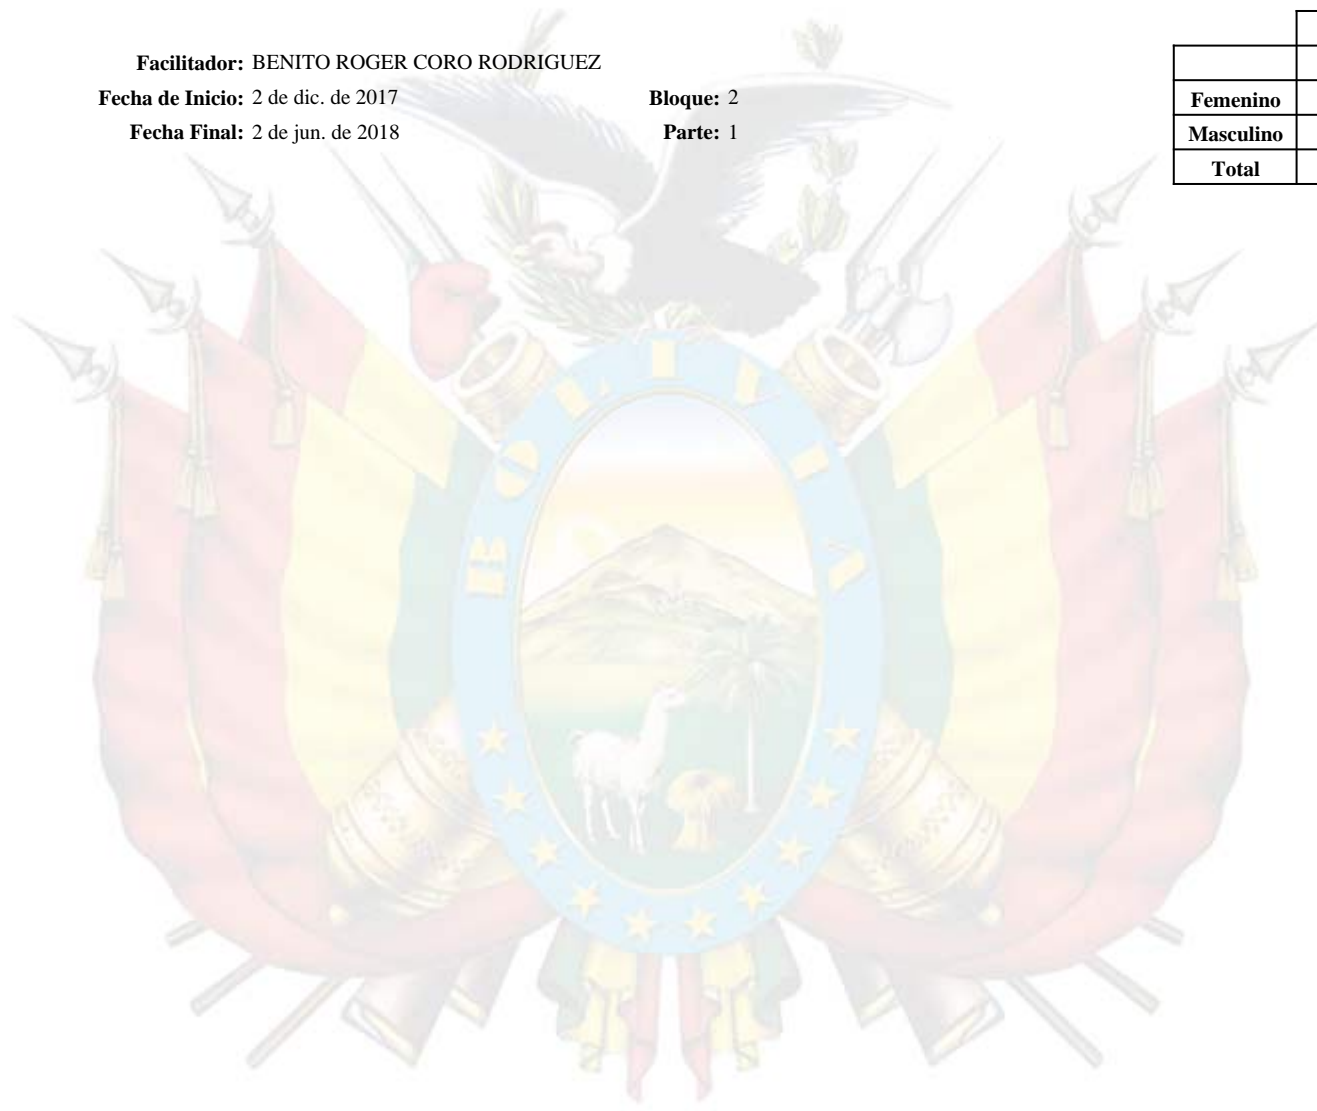 Facilitador: BENITO ROGER CORO RODRIGUEZ
Fecha de Inicio: 2 de dic. de 2017 Bloque: 2
Fecha Final: 2 de jun. de 2018 Parte: 1
Femenino
Masculino
Total
BOLIVIA